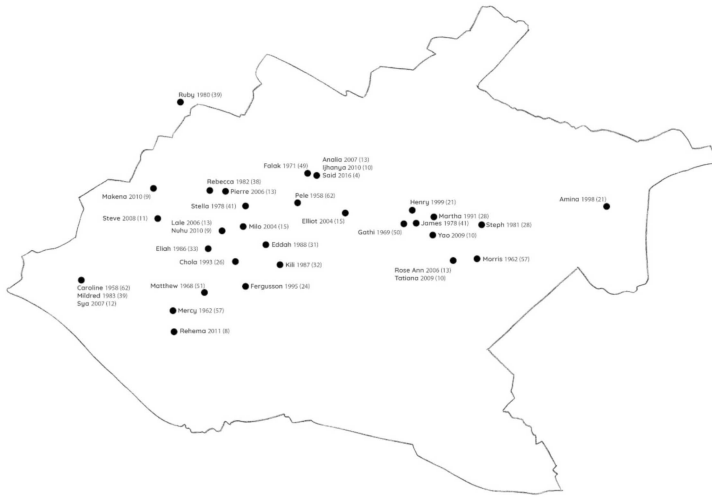 Ruby 1980 (39)
Analia 2007 (13)
Falak 1971 (49)
Ijhanya 2010 (10)
Said 2016 (4)
Rebecca 1982 (38)
Makena 2010 (9)
Pierre 2006 (13)
Pele 1958 (62)
Stella 1978 (41)
Henry 1999 (21)
Amina 1998 (21)
Steve 2008 (11)
Lale 2006 (13)
Nuhu 2010 (9)
Milo 2004 (15)
Elliot 2004 (15)
Martha 1991 (28)
Gathi 1969 (50)
James 1978 (41)
Steph 1981 (28)
Yao 2009 (10)
Eliah 1986 (33)
Eddah 1988 (31)
Chola 1993 (26)
Kili 1987 (32)
Morris 1962 (57)
Rose Ann 2006 (13)
Tatiana 2009 (10)
Caroline 1958 (62)
Mildred 1983 (39)
Sya 2007 (12)
Matthew 1968 (51)
Fergusson 1995 (24)
Mercy 1962 (57)
Rehema 2011 (8)